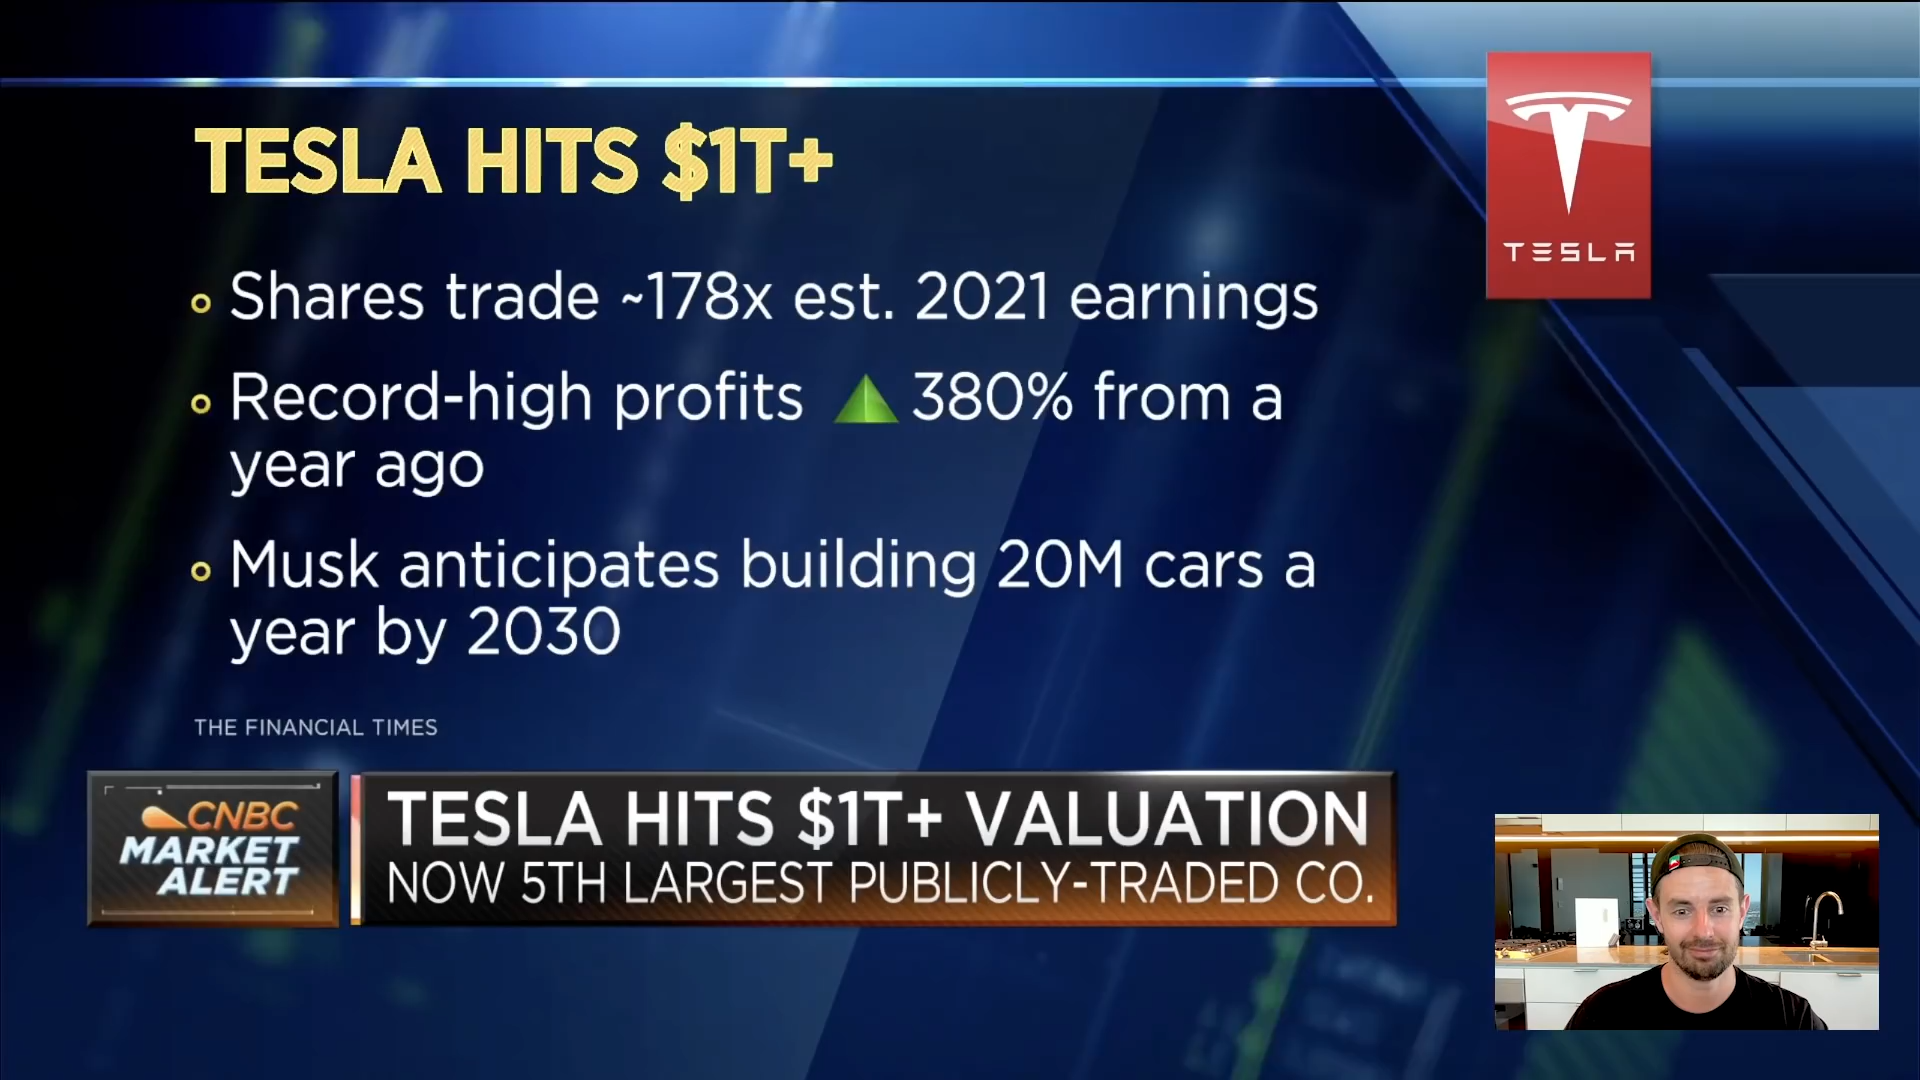 TESLA HITS $1T+
TESLA
Shares trade ~178x est. 2021 earnings
Record-high profits ▲ 380% from a
year ago
Musk anticipates building 20M cars a
year by 2030
THE FINANCIAL TIMES
CNBC
MARKET
ALERT
TESLA HITS $1T+ VALUATION
NOW 5TH LARGEST PUBLICLY-TRADED CO.